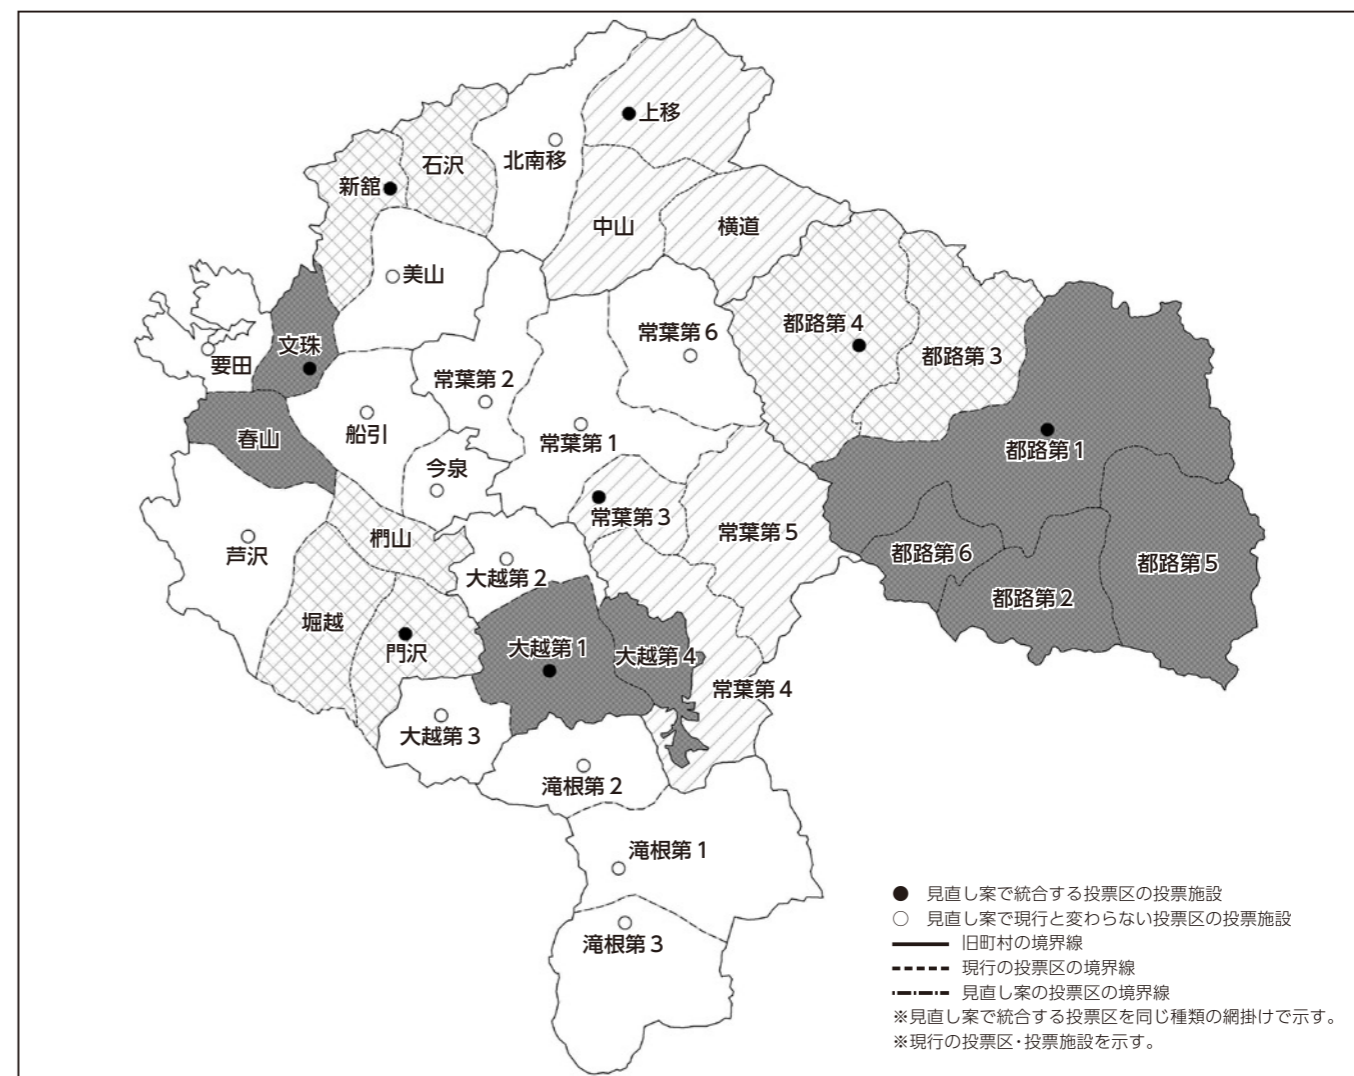 上移
北南移
石沢
新舘
中山
横道
美山
都路第4
常葉第6
都路第3
文珠
要田
常葉第2
春山
船引
常葉第1
都路第1
今泉
常葉第3
常葉第5
椚山
芦沢
都路第6
都路第5
大越第2
都路第2
堀越
門沢
大越第1
大越第4
常葉第4
大越第3
滝根第2
滝根第1
滝根第3
● 見直し案で統合する投票区の投票施設
○ 見直し案で現行と変わらない投票区の投票施設
旧町村の境界線
現行の投票区の境界線
見直し案の投票区の境界線
※見直し案で統合する投票区を同じ種類の網掛けで示す。
※現行の投票区・投票施設を示す。